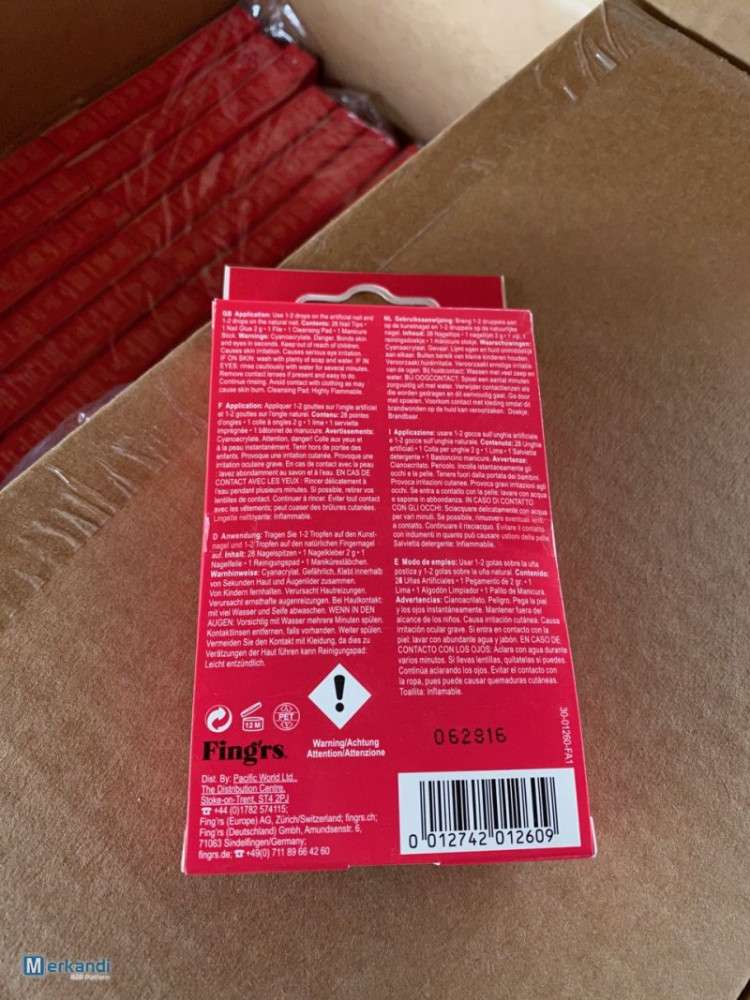 GB Application: Use 1-2 drops on the artificial nail and
1-2 drops on the natural nail. Contents: 28 Nail Tips •
1 Nail Glue 2 g • 1 File • 1 Cleansing Pad • 1 Manicure
Stick. Warnings: Cyanoacrylate. Danger. Bonds skin
and eyes in seconds. Keep out of reach of children.
Causes skin irritation. Causes serious eye irritation.
IF ON SKIN: wash with plenty of soap and water. IF IN
EYES: rinse cautiously with water for several minutes.
Remove contact lenses if present and easy to do.
Continue rinsing. Avoid contact with clothing as may
cause skin burn. Cleansing Pad: Highly Flammable.
F Application: Appliquer 1-2 gouttes sur l'ongle artificiel
et 1-2 gouttes sur l'ongle naturel. Contenu: 28 pointes
d'ongles • 1 colle à ongles 2 g • 1 lime • 1 serviette
imprégnée • 1 bâtonnet de manucure. Avertissements:
Cyanoacrylate. Attention, danger! Colle aux yeux et
à la peau instantanément. Tenir hors de portée des
enfants. Provoque une irritation cutanée. Provoque une
irritation oculaire grave. En cas de contact avec la peau
: lavez abondamment au savon et à l'eau. EN CAS DE
CONTACT AVEC LES YEUX : Rincer délicatement à
l'eau pendant plusieurs minutes. Si possible, retirer vos
lentilles de contact. Continuer à rincer. Éviter tout contact
avec les vêtements; peut causer des brûlures cutanées.
Lingette nettoyante: Inflammable.
D Anwendung: Tragen Sie 1-2 Tropfen auf den Kunst-
nagel und 1-2 Tropfen auf den natürlichen Fingernagel
auf. Inhalt: 28 Nagelspitzen • 1 Nagelkleber 2 g • 1
Nagelfeile • 1 Reinigungspad • 1 Maniküresläbchen.
Warnhinweise: Cyanacrylat. Gefährlich. Klebt innerhalb
von Sekunden Haut und Augenlider zusammen.
Von Kindern fernhalten. Verursacht Hautreizungen.
Verursacht ernsthafte augenreizungen. Bei Hautkontakt:
mit viel Wasser und Seife abwaschen. WENN IN DEN
AUGEN: Vorsichtig mit Wasser mehrere Minuten spülen.
Kontaktlinsen entfernen, falls vorhanden. Weiter spülen.
Vermeiden Sie den Kontakt mit Kleidung, da dies zu
Verätzungen der Haut führen kann Reinigungspad:
Leicht entzündlich.
NL Gebruiksaanwijzing: Breng 1-2 druppels aan
op de kunstnagel en 1-2 druppels op de natuurlijke
nagel. Inhoud: 28 Nageltips • 1 nagellijm 2 g • 1 vijl, 1
reinigingsdoekje • 1 manicure stokje. Waarschuwingen:
Cyanoacrylaat. Gevaar. Lijmt ogen en huid onmiddellijk
aan elkaar. Buiten bereik van kleine kinderen houden.
Veroorzaakt huidirritatie. Veroorzaakt ernstige irritatie
van de ogen. Bij huidcontact: Wassen met veel zeep en
water. BIJ OOGCONTACT: Spoel een aantal minuten
zorgvuldig uit met water. Verwijder contactlenzen als
die worden gedragen en dit eenvoudig gaat. Ga door
met spoelen. Voorkom contact met kleding omdat dit
brandwonden op de huid kan veroorzaken. Doekje:
Brandbaar.
I Applicazione: usare 1-2 gocce sull'unghia artificiale
e 1-2 gocce sull'unghia naturale. Contenuto: 28 Unghie
artificiali • 1 Colla per unghie 2 g • 1 Lima • 1 Salviette
detergente • 1 Bastoncino manicure. Avvertenze:
Cianoacrilato. Pericolo. Incolla istantaneamente gli
occhi e la pelle. Tenere fuori dalla portata dei bambini.
Provoca irritazioni cutanee. Provoca gravi irritazioni agli
occhi. Se entra a contatto con la pelle: lavare con acqua
e sapone in abbondanza. IN CASO DI CONTATTO
CON GLI OCCHI: Sciacquare delicatamente con acqua
per vari minuti. Se possibile, rimuovere eventuali lenti
a contatto. Continuare il risciacquo. Evitare il contatto
con indumenti in quanto può causare ustioni della pelle
Salvietta detergente: Infiammabile.
E Modo de empleo: Usar 1-2 gotas sobre la uña
postiza y 1-2 gotas sobre la uña natural. Contenido:
28 Uñas Artificiales • 1 Pegamento de 2 gr. • 1
Lima • 1 Algodón Limpiador • 1 Palito de Manicura.
Advertancias: Cianoacrilato. Peligro. Pega la piel
y los ojos instantáneamente. Mantener fuera del
alcance de los niños. Causa irritación cutánea. Causa
irritación ocular grave. Si entra en contacto con la
piel: lavar con abundante agua y jabón. EN CASO DE
CONTACTO CON LOS OJOS: Aclara con agua durante
varios minutos. Si llevas lentillas, quítatelas si puedes.
Continúa aclarando los ojos. Evitar el contacto con
la ropa, pues puede causar quemaduras cutáneas.
Toallita: Inflamable.
12 M
PET
Fing'rs
Warning/Achtung
Attention/Attenzione
062816
30-01260-FA1
Dist. By: Pacific World Ltd.,
The Distribution Centre,
Stoke-on-Trent, ST4 2PJ
☎ +44 (0)1782 574115;
Fing'rs (Europe) AG, Zürich/Switzerland; fingrs.ch;
Fing'rs (Deutschland) Gmbh, Amundsenstr. 6,
71063 Sindelfingen/Germany;
fingrs.de; ☎ +49(0) 711 89 66 42 60
0 012742 012609
Merkandi
B2B Platform